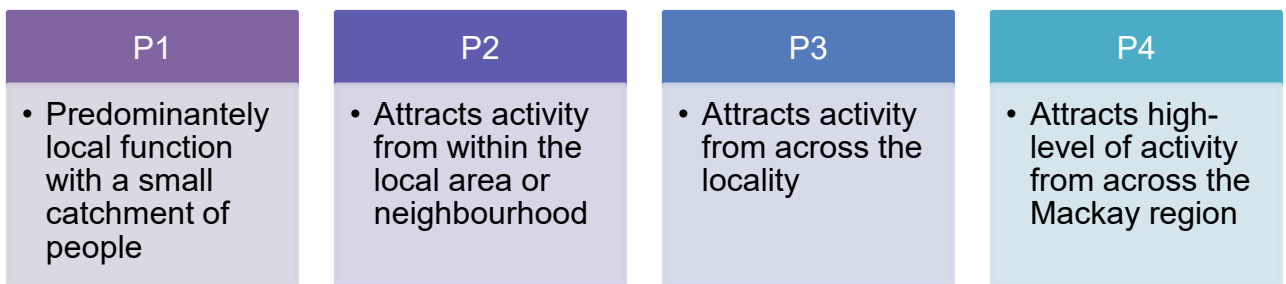 P1
• Predominantely
local function
with a small
catchment of
people
P2
• Attracts activity
from within the
local area or
neighbourhood
P3
• Attracts activity
from across the
locality
P4
• Attracts high-
level of activity
from across the
Mackay region